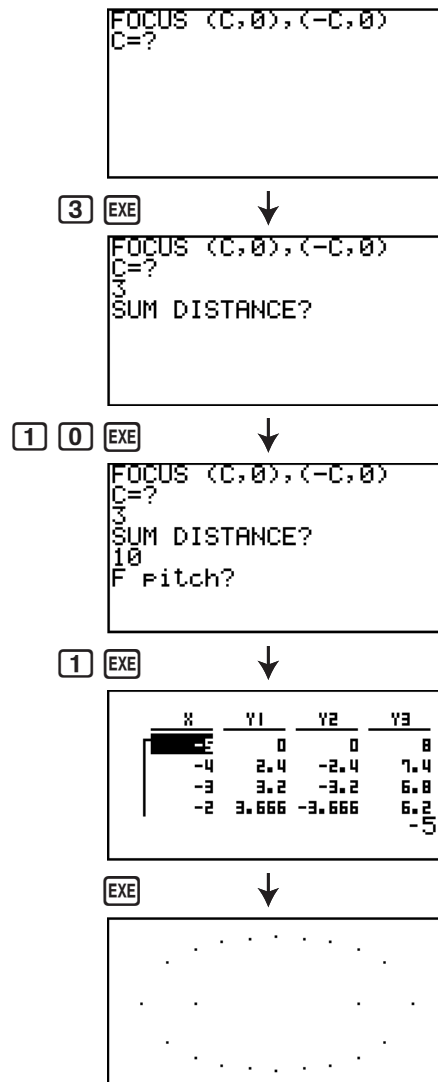 FOCUS (C,0),(-C,0)
C=?
3 EXE
FOCUS (C,0),(-C,0)
C=?
3
SUM DISTANCE?
1 0 EXE
FOCUS (C,0),(-C,0)
C=?
3
SUM DISTANCE?
10
F pitch?
1 EXE
X Y1 Y2 Y3
-5 0 0 8
-4 2.4 -2.4 7.4
-3 3.2 -3.2 6.8
-2 3.666 -3.666 6.2
-5
EXE